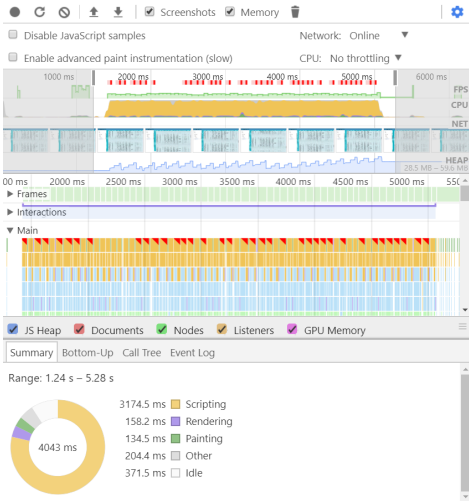 Screenshots Memory
Disable JavaScript samples Network: Online ▼
Enable advanced paint instrumentation (slow) CPU: No throttling ▼
1000 ms 2000 ms 3000 ms 4000 ms 5000 ms 6000 ms
FPS
CPU
NET
HEAP
28.5 MB – 59.6 MB
00 ms 2000 ms 2500 ms 3000 ms 3500 ms 4000 ms 4500 ms 5000 ms 550
▶ Frames
▶ Interactions
▼ Main
JS Heap Documents Nodes Listeners GPU Memory
Summary Bottom-Up Call Tree Event Log
Range: 1.24 s – 5.28 s
3174.5 ms Scripting
158.2 ms Rendering
134.5 ms Painting
204.4 ms Other
371.5 ms Idle
4043 ms